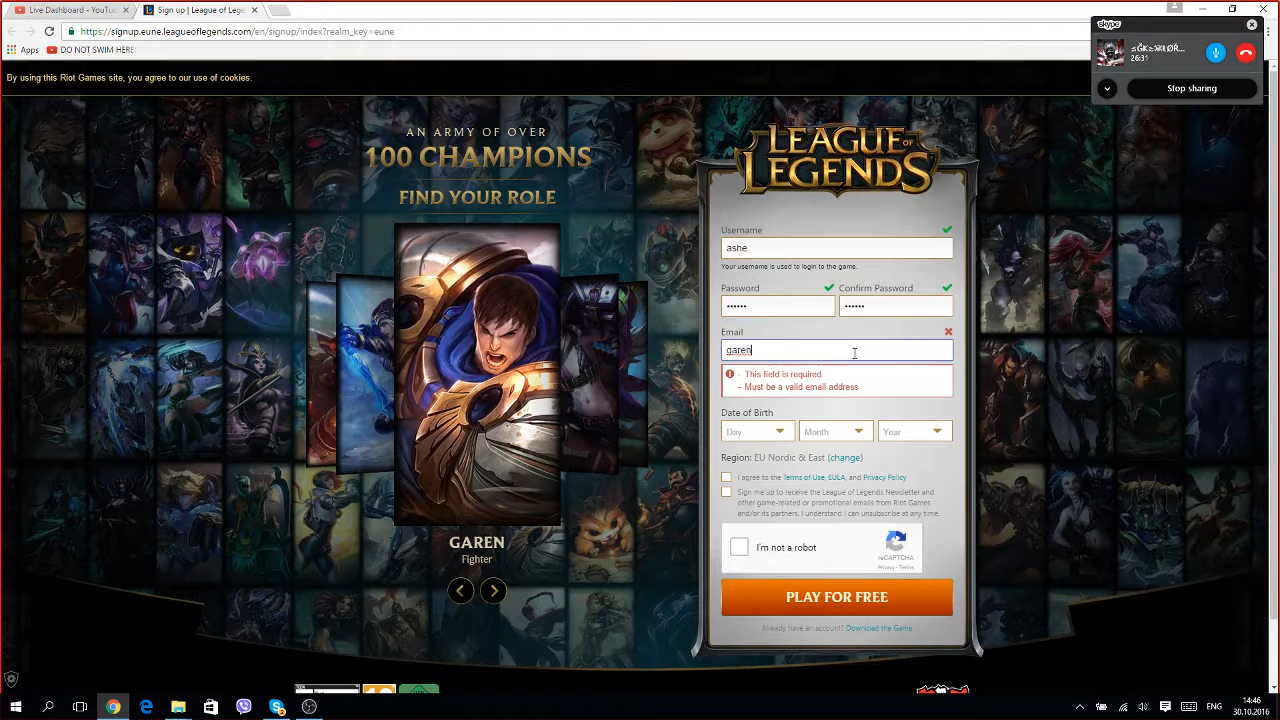 Live Dashboard - YouTu
Sign up | League of Lege
https://signup.eune.leagueoflegends.com/en/signup/index?realm_key=eune
Apps
DO NOT SWIM HERE!
skype
26:31
Stop sharing
By using this Riot Games site, you agree to our use of cookies.
AN ARMY OF OVER
100 CHAMPIONS
FIND YOUR ROLE
GAREN
Fighter
LEAGUE OF LEGENDS
Username
ashe
Your username is used to login to the game.
Password
Confirm Password
••••••
••••••
Email
garen
- This field is required
- Must be a valid email address
Date of Birth
Day
Month
Year
Region: EU Nordic & East (change)
I agree to the Terms of Use, EULA, and Privacy Policy
Sign me up to receive the League of Legends Newsletter and
other game-related or promotional emails from Riot Games
and/or its partners. I understand I can unsubscribe at any time.
I'm not a robot
reCAPTCHA
Privacy - Terms
PLAY FOR FREE
Already have an account? Download the Game
ENG
14:46
30.10.2016